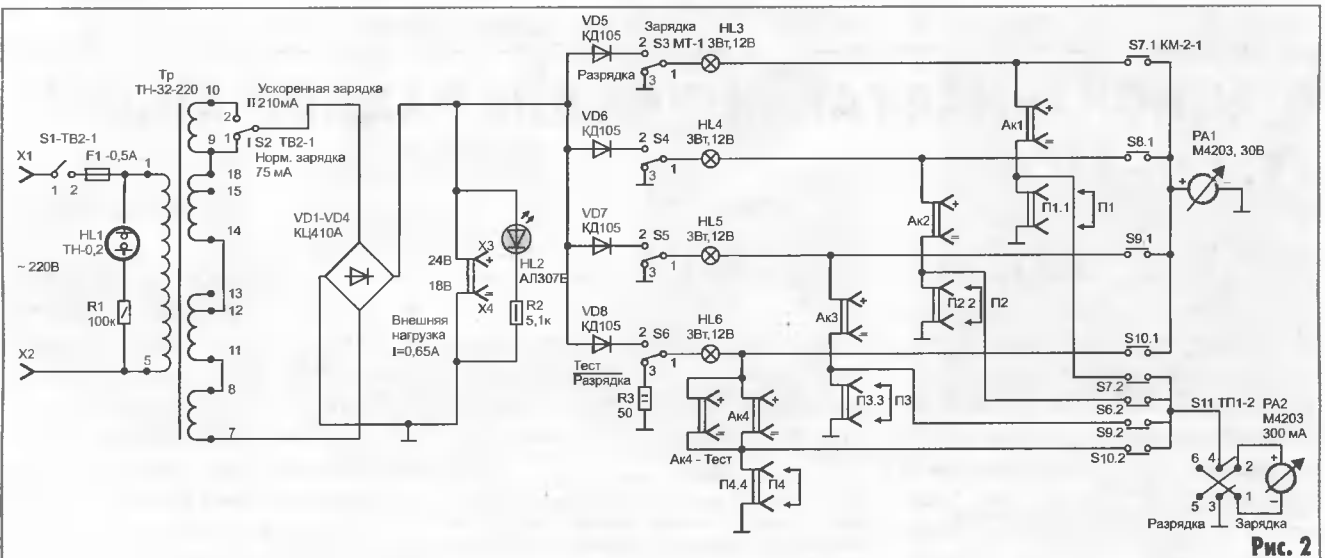 Тр
ТН-32-220
S1-ТВ2-1
X1
1 2
F1 -0,5А
1
HL1
ТН-0,2
~ 220В
R1
100к
X2
5
10
9
18
15
14
13
12
11
8
7
Ускоренная зарядка
II 210мА
2
1
I S2 ТВ2-1
Норм. зарядка
75 мА
VD1-VD4
КЦ410А
24В
18В
X3
+
=
X4
Внешняя
нагрузка
I=0,65А
HL2
АЛ307Б
R2
5,1к
VD5
КД105
Зарядка
2 S3 МТ-1
3
1
Разрядка
HL3
3Вт,12В
VD6
КД105
2 S4
3
1
HL4
3Вт,12В
VD7
КД105
2 S5
3
1
HL5
3Вт,12В
VD8
КД105
2 S6
3
1
HL6
3Вт,12В
Тест
Разрядка
R3
50
Ак1
+
=
П1.1
П1
Ак2
+
=
П2.2
П2
Ак3
+
=
П3.3
П3
Ак4
+
=
+
=
Ак4 - Тест
П4.4
П4
S7.1 КМ-2-1
S8.1
S9.1
S10.1
S7.2
S6.2
S9.2
S10.2
РА1
М4203, 30В
+ −
S11 ТП1-2
РА2
М4203
300 мА
+
−
6 4 2
5 3 1
Разрядка Зарядка
Рис. 2